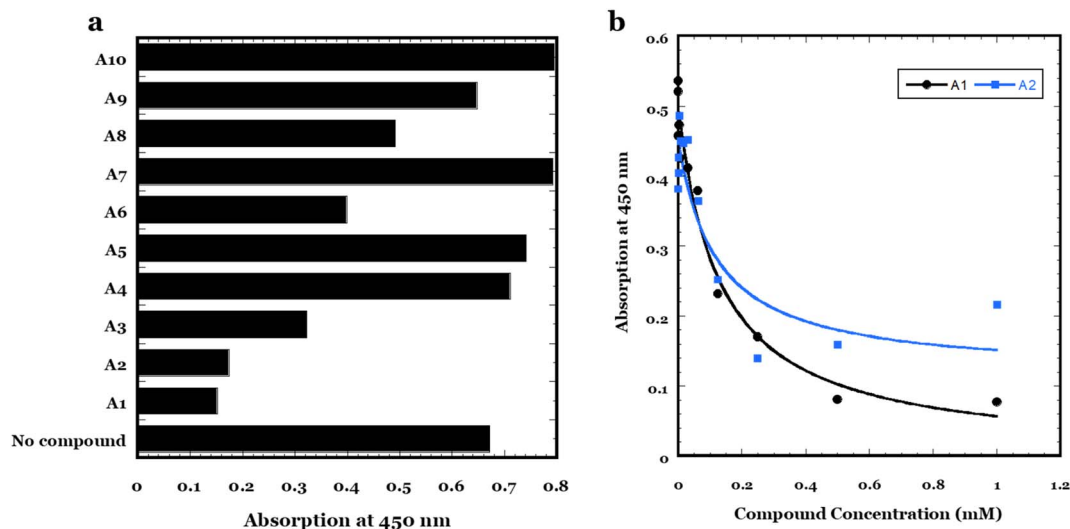 a
A10
A9
A8
A7
A6
A5
A4
A3
A2
A1
No compound
0 0.1 0.2 0.3 0.4 0.5 0.6 0.7 0.8
Absorption at 450 nm
b
0.6
0.5
0.4
0.3
0.2
0.1
0
Absorption at 450 nm
A1 A2
0 0.2 0.4 0.6 0.8 1 1.2
Compound Concentration (mM)